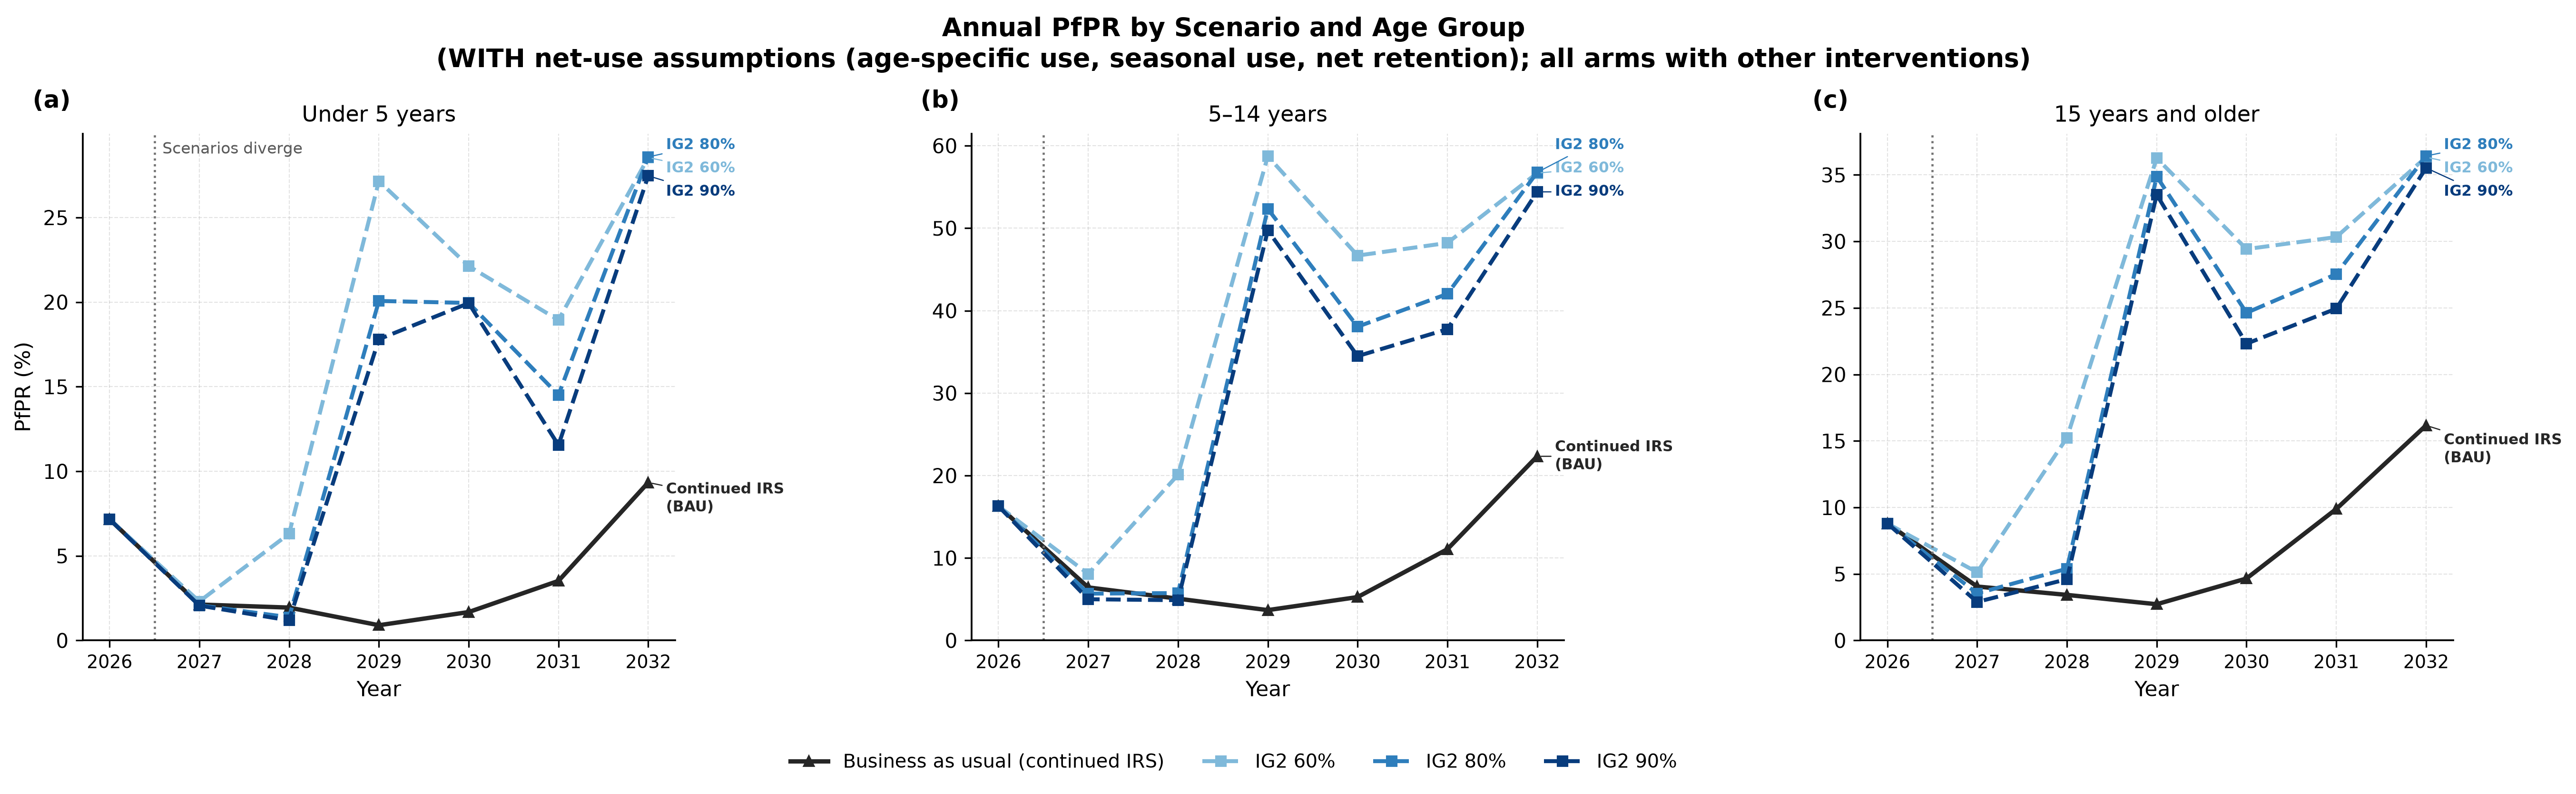 Annual PfPR by Scenario and Age Group
(WITH net-use assumptions (age-specific use, seasonal use, net retention); all arms with other interventions)
(a)
Under 5 years
Scenarios diverge
IG2 80%
IG2 60%
IG2 90%
Continued IRS
(BAU)
PfPR (%)
25
20
15
10
5
0
2026 2027 2028 2029 2030 2031 2032
Year
(b)
5–14 years
IG2 80%
IG2 60%
IG2 90%
Continued IRS
(BAU)
60
50
40
30
20
10
0
2026 2027 2028 2029 2030 2031 2032
Year
(c)
15 years and older
IG2 80%
IG2 60%
IG2 90%
Continued IRS
(BAU)
35
30
25
20
15
10
5
0
2026 2027 2028 2029 2030 2031 2032
Year
Business as usual (continued IRS) IG2 60% IG2 80% IG2 90%